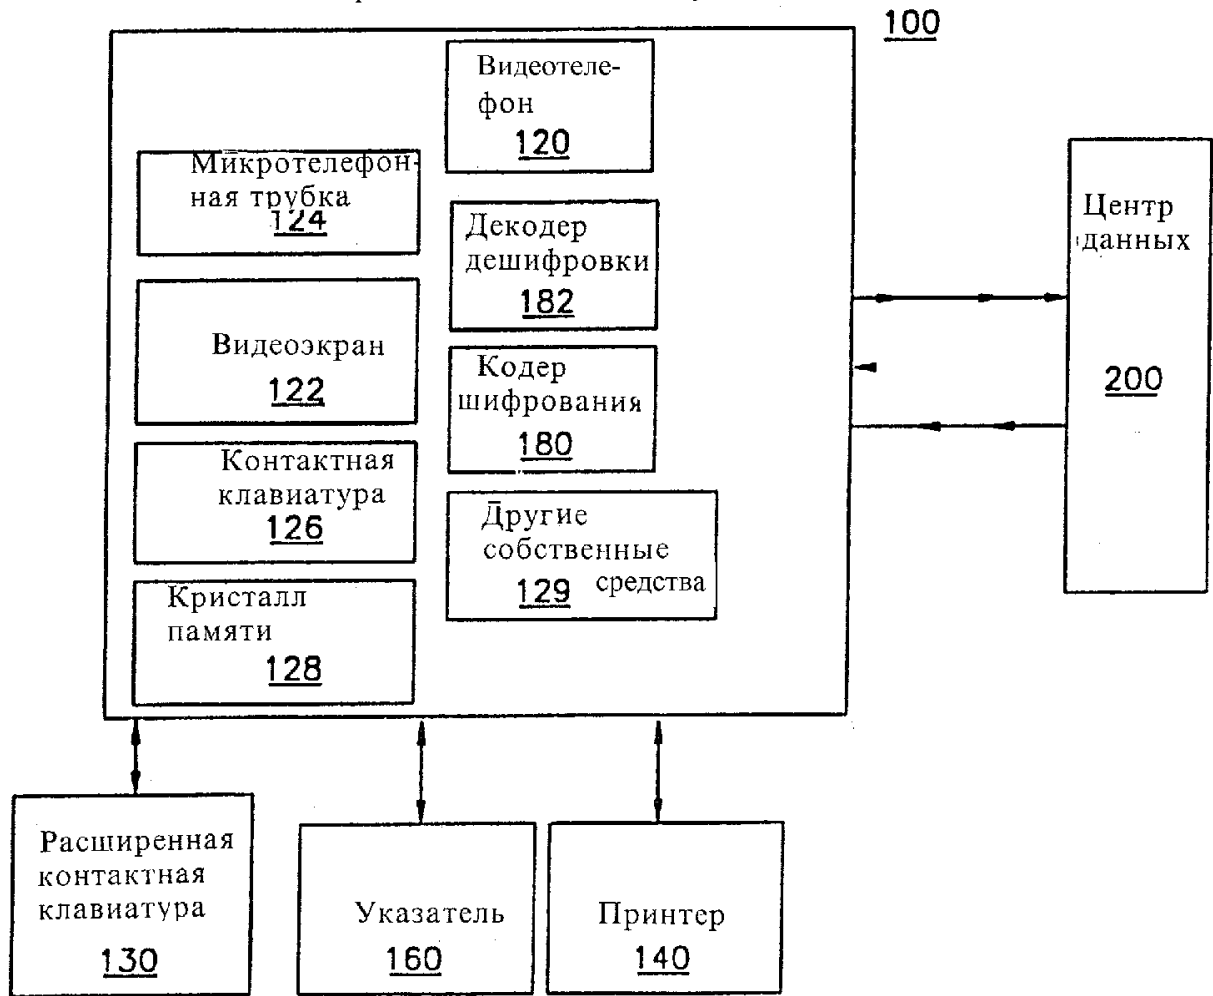 100
Видеотеле-
фон
120
Микротелефон-
ная трубка
124
Декодер
дешифровки
182
Видеоэкран
122
Кодер
шифрования
180
Контактная
клавиатура
126
Другие
собственные
средства
129
Кристалл
памяти
128
Центр
данных
200
Расширенная
контактная
клавиатура
130
Указатель
160
Принтер
140